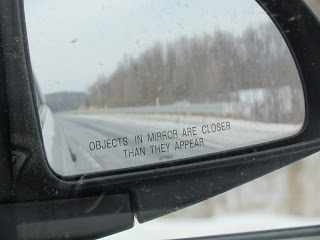 OBJECTS IN MIRROR ARE CLOSER
THAN THEY APPEAR